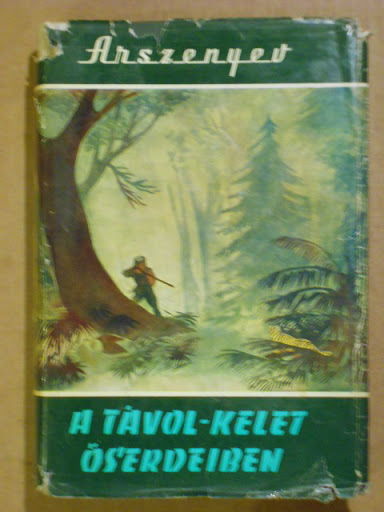 Arszenyev
A TÁVOL-KELET
ŐSERDEIBEN